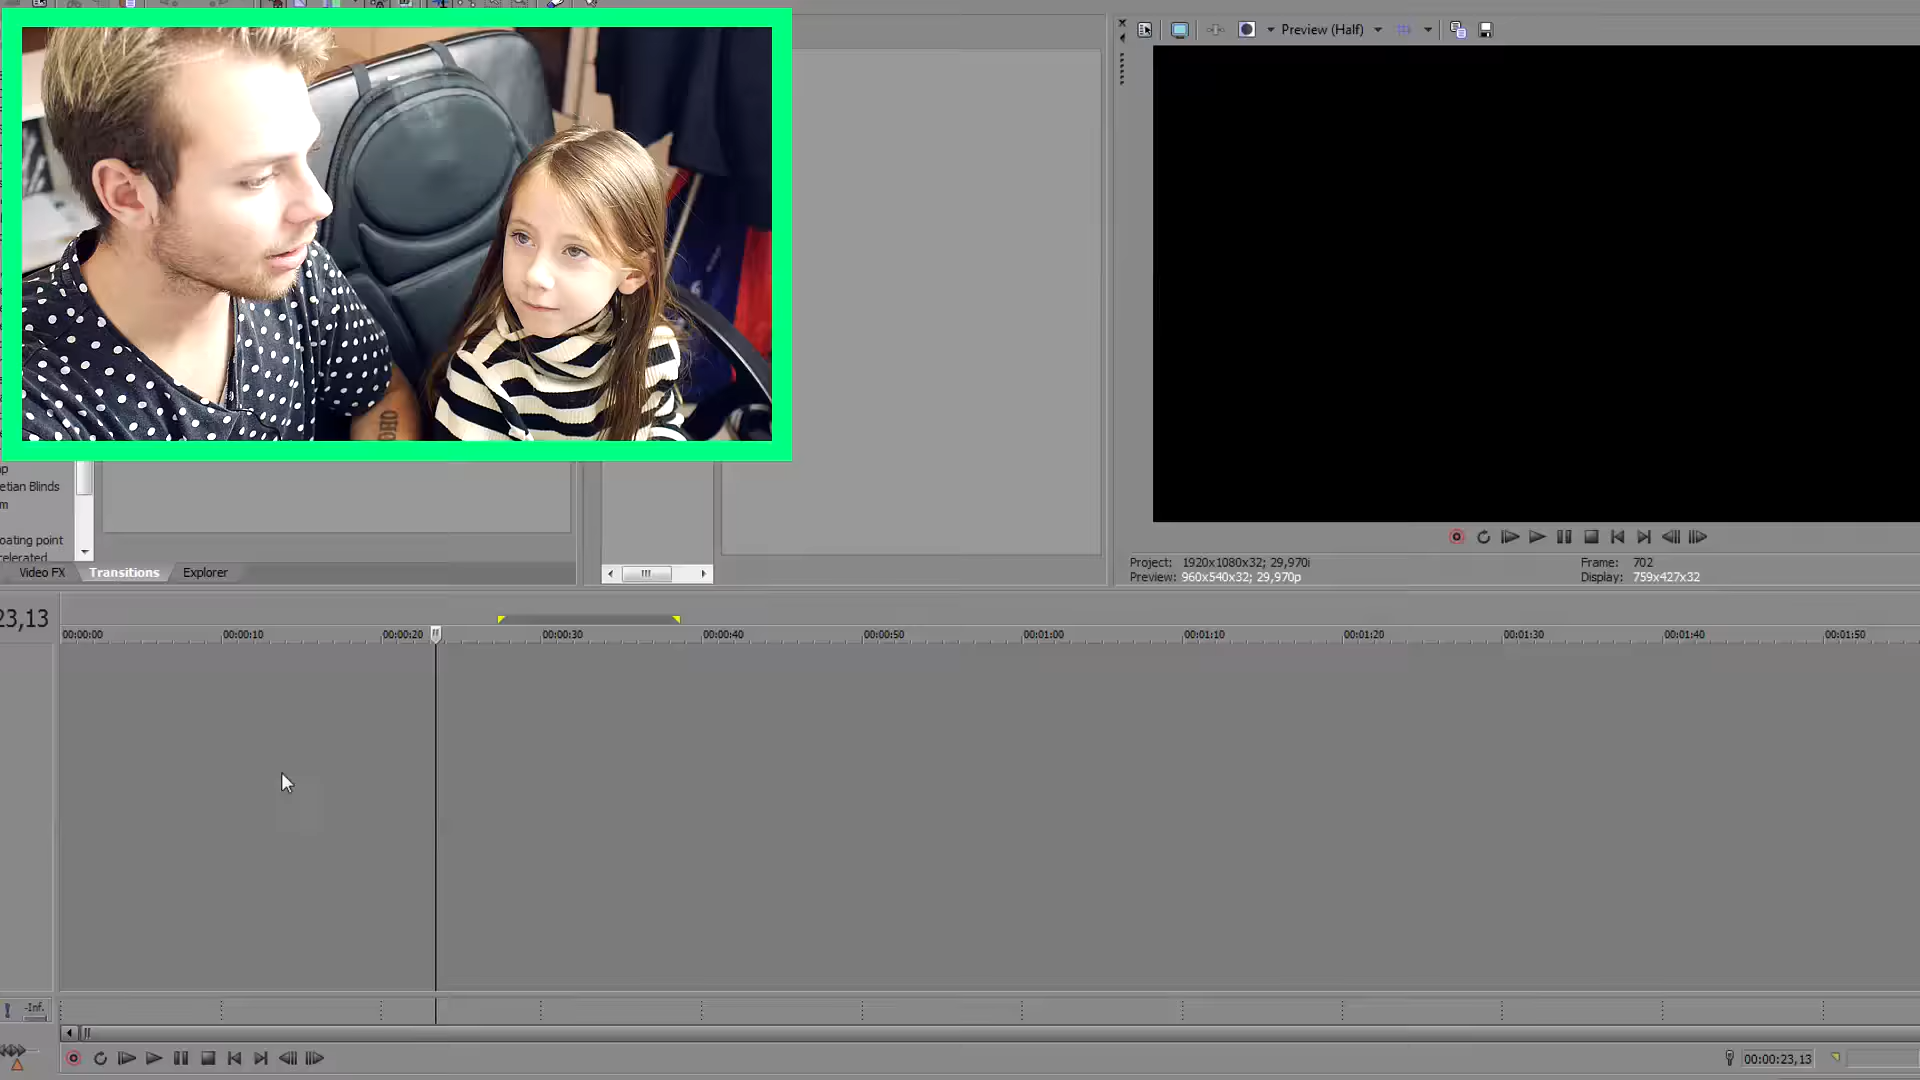 Preview (Half)
OHO
ap
etian Blinds
m
oating point
celerated
Video FX Transitions Explorer
Project: 1920x1080x32; 29,970i Frame: 702
Preview: 960x540x32; 29,970p Display: 759x427x32
23,13
00:00:00 00:00:10 00:00:20 00:00:30 00:00:40 00:00:50 00:01:00 00:01:10 00:01:20 00:01:30 00:01:40 00:01:50
-Inf.
00:00:23,13